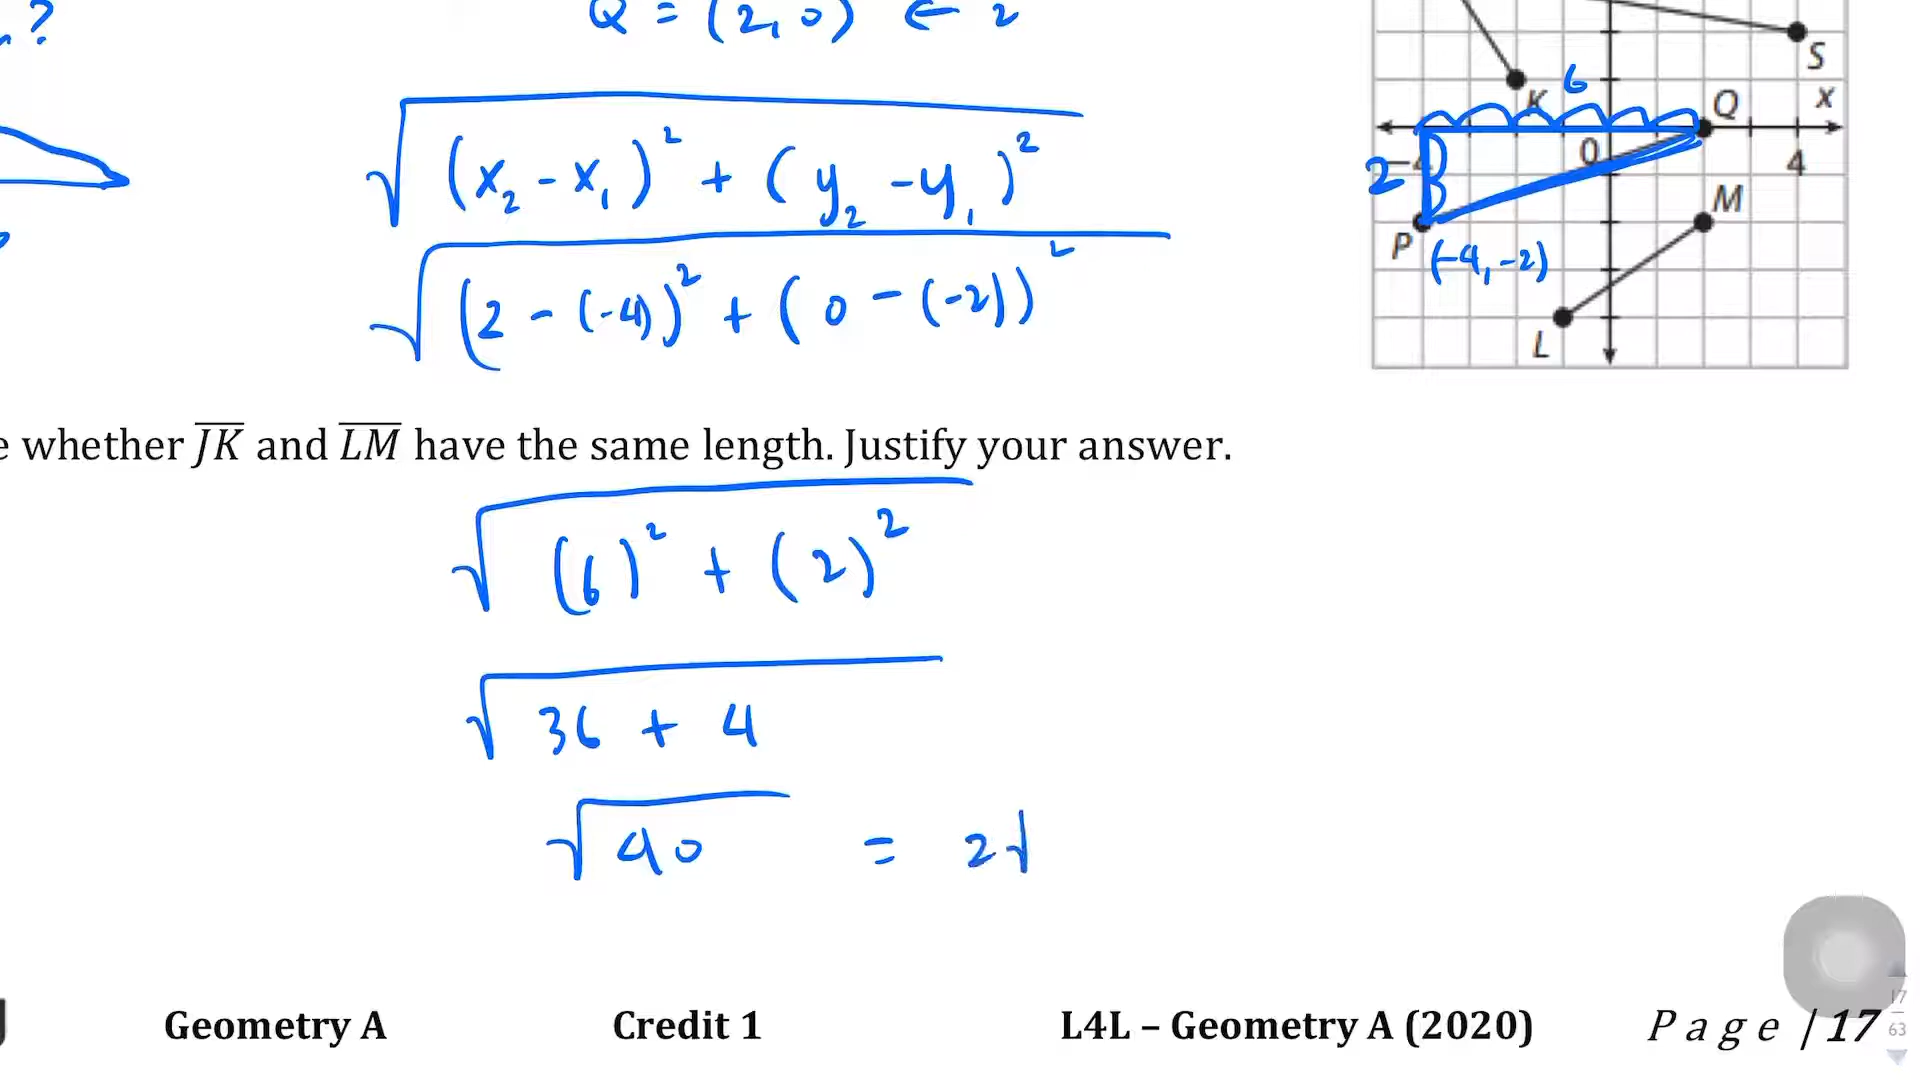 ?
Q = (2, 0) ← 2
√(x₂ - x₁)² + (y₂ - y₁)²
√(2 - (-4))² + (0 - (-2))²
whether JK and LM have the same length. Justify your answer.
√(6)² + (2)²
√36 + 4
√40 = 2√
S
K
6
Q
x
0
4
2
M
P
(-4, -2)
L
Geometry A Credit 1 L4L – Geometry A (2020) Page | 17
17
63